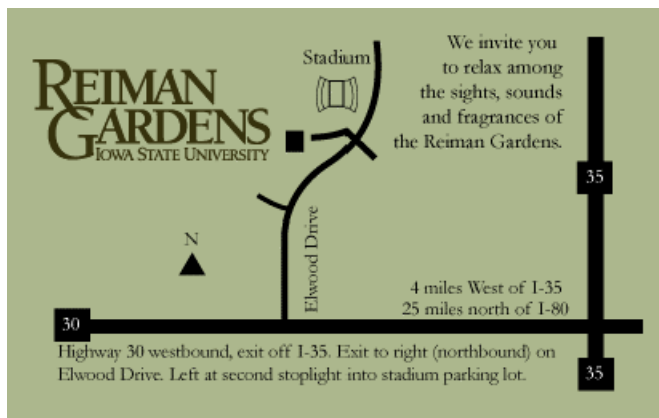 Stadium
REIMAN
GARDENS
IOWA STATE UNIVERSITY
We invite you
to relax among
the sights, sounds
and fragrances of
the Reiman Gardens.
35
N
Elwood Drive
4 miles West of I-35
25 miles north of I-80
30
Highway 30 westbound, exit off I-35. Exit to right (northbound) on
Elwood Drive. Left at second stoplight into stadium parking lot.
35